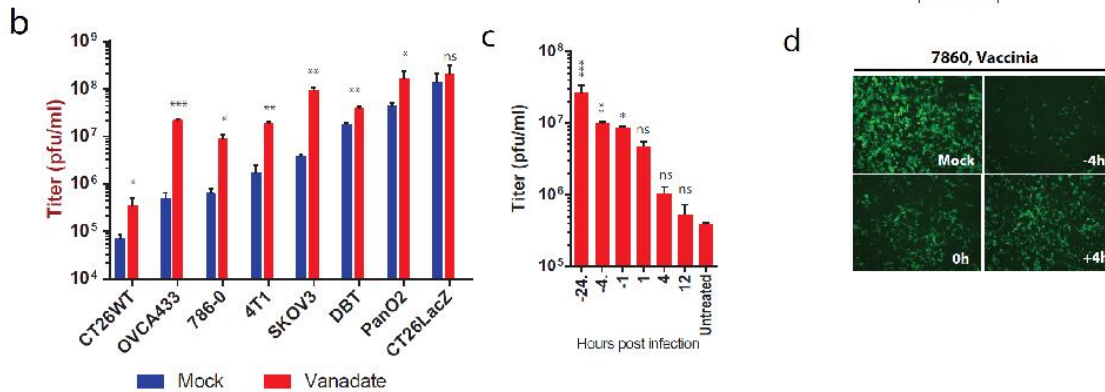 b
Titer (pfu/ml)
10⁹
10⁸
10⁷
10⁶
10⁵
10⁴
* *** * ** ** ** * ns
CT26WT
OVCA433
786-0
4T1
SKOV3
DBT
PanO2
CT26LacZ
Mock
Vanadate
c
Titer (pfu/ml)
10⁸
10⁷
10⁶
10⁵
*** ** * ns ns ns
-24.
-4.
-1
1
4
12
Untreated
Hours post infection
d
7860, Vaccinia
Mock
-4h
0h
+4h